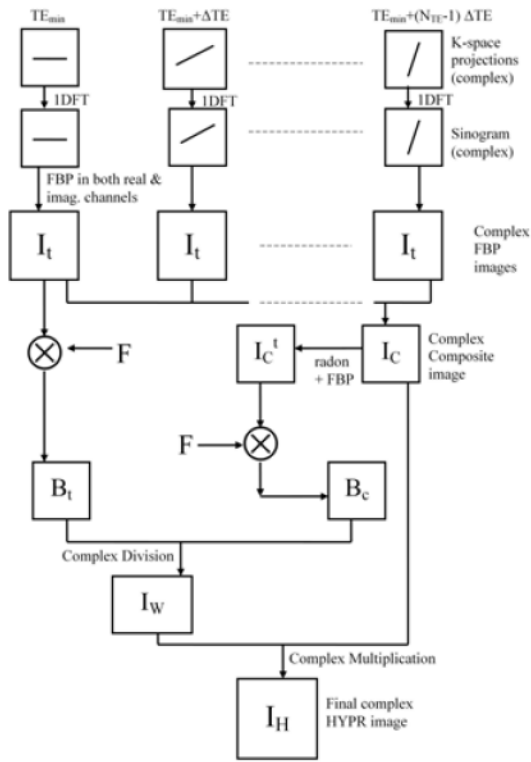 TEmin
TEmin+ΔTE
TEmin+(NTE-1) ΔTE
K-space
projections
(complex)
1DFT
1DFT
1DFT
Sinogram
(complex)
FBP in both real &
imag. channels
It
It
It
Complex
FBP
images
F
ICt
radon
+ FBP
IC
Complex
Composite
image
F
Bt
Bc
Complex Division
IW
Complex Multiplication
IH
Final complex
HYPR image